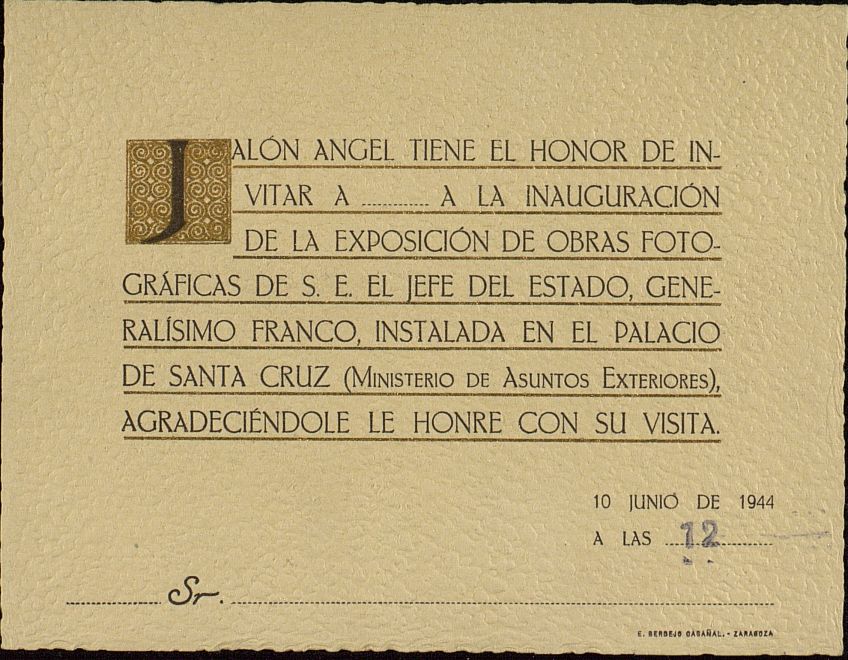 JALÓN ANGEL TIENE EL HONOR DE IN-
VITAR A ............ A LA INAUGURACIÓN
DE LA EXPOSICIÓN DE OBRAS FOTO-
GRÁFICAS DE S. E. EL JEFE DEL ESTADO, GENE-
RALÍSIMO FRANCO, INSTALADA EN EL PALACIO
DE SANTA CRUZ (MINISTERIO DE ASUNTOS EXTERIORES),
AGRADECIÉNDOLE LE HONRE CON SU VISITA.
10 JUNIO DE 1944
A LAS 12
Sr.
E. BERDEJO CASAÑAL. - ZARAGOZA